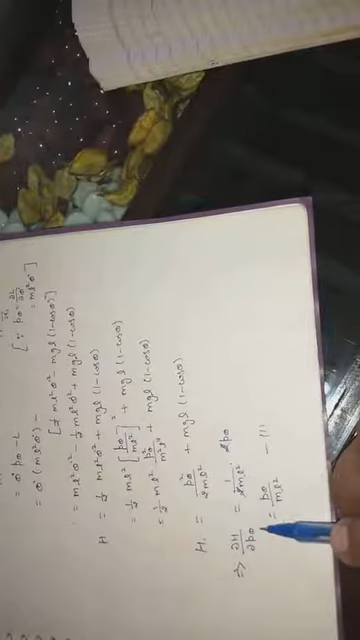 = θ̇ pθ − L [∵ pθ = ∂L/∂θ̇ = ml²θ̇]
= θ̇ (ml²θ̇) −
[½ ml²θ̇² − mgl (1−cosθ)]
= ml²θ̇² − ½ ml²θ̇² + mgl (1−cosθ)
H = ½ ml²θ̇² + mgl (1−cosθ)
= ½ ml² [pθ/ml²]² + mgl (1−cosθ)
= ½ ml² pθ²/m²l⁴ + mgl (1−cosθ)
H = pθ²/2ml² + mgl (1−cosθ)
⇒ ∂H/∂pθ = 1/2ml² · 2pθ
= pθ/ml² — (1)